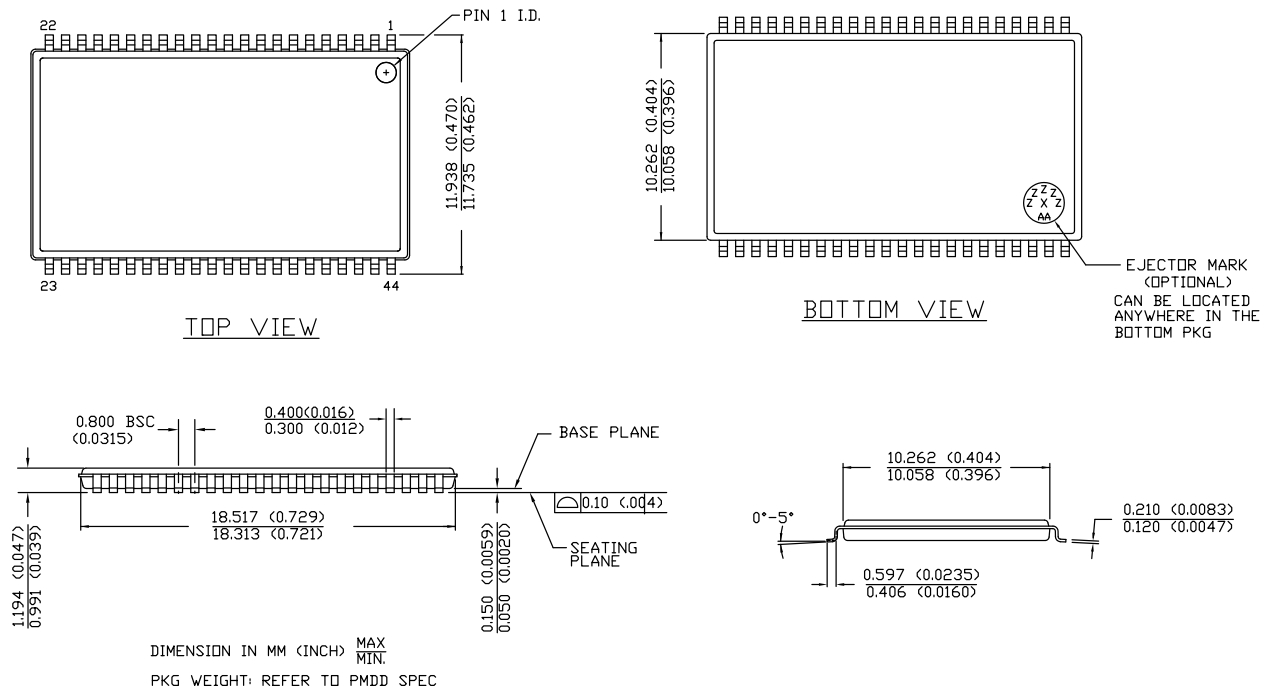 22
1
PIN 1 I.D.
11.938 (0.470)
11.735 (0.462)
23
44
TOP VIEW
10.262 (0.404)
10.058 (0.396)
Z Z Z
Z X Z
AA
EJECTOR MARK
(OPTIONAL)
CAN BE LOCATED
ANYWHERE IN THE
BOTTOM PKG
BOTTOM VIEW
0.800 BSC
(0.0315)
0.400(0.016)
0.300 (0.012)
BASE PLANE
0.10 (.004)
18.517 (0.729)
18.313 (0.721)
1.194 (0.047)
0.991 (0.039)
0.150 (0.0059)
0.050 (0.0020)
SEATING
PLANE
10.262 (0.404)
10.058 (0.396)
0°-5°
0.210 (0.0083)
0.120 (0.0047)
0.597 (0.0235)
0.406 (0.0160)
DIMENSION IN MM (INCH) MAX
MIN.
PKG WEIGHT: REFER TO PMDD SPEC